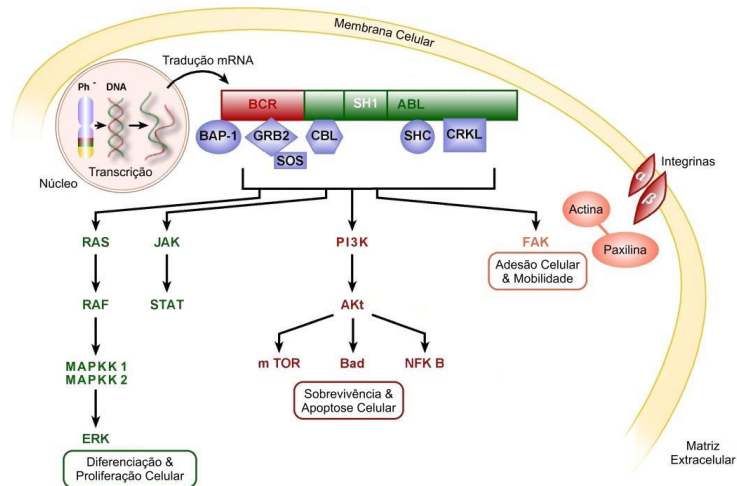 Membrana Celular
Tradução mRNA
Ph - DNA
Transcrição
Núcleo
BCR SH1 ABL
BAP-1 GRB2 CBL SHC CRKL
SOS
Integrinas
α
β
Actina
Paxilina
RAS JAK PI3K FAK
Adesão Celular
& Mobilidade
RAF STAT AKt
MAPKK 1
MAPKK 2
m TOR Bad NFK B
Sobrevivência &
Apoptose Celular
ERK
Diferenciação &
Proliferação Celular
Matriz
Extracelular